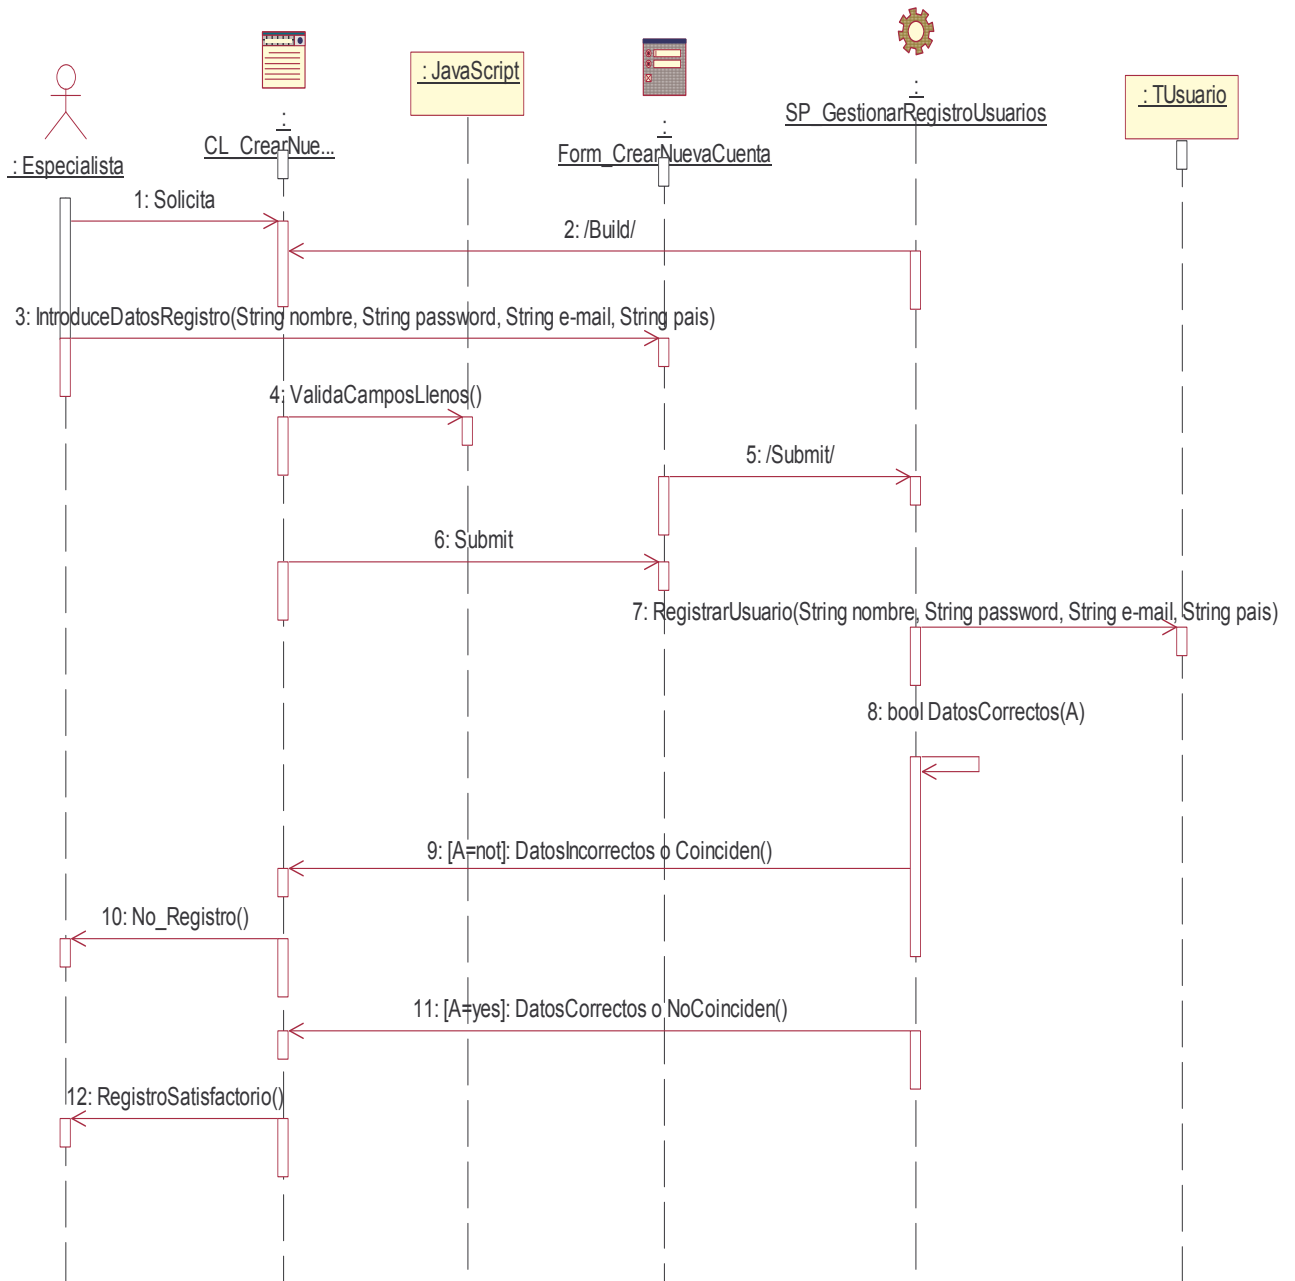 : JavaScript
:
SP_GestionarRegistroUsuarios
: TUsuario
:
CL_CrearNue...
:
Form_CrearNuevaCuenta
: Especialista
1: Solicita
2: /Build/
3: IntroduceDatosRegistro(String nombre, String password, String e-mail, String pais)
4: ValidaCamposLlenos()
5: /Submit/
6: Submit
7: RegistrarUsuario(String nombre, String password, String e-mail, String pais)
8: bool DatosCorrectos(A)
9: [A=not]: DatosIncorrectos o Coinciden()
10: No_Registro()
11: [A=yes]: DatosCorrectos o NoCoinciden()
12: RegistroSatisfactorio()